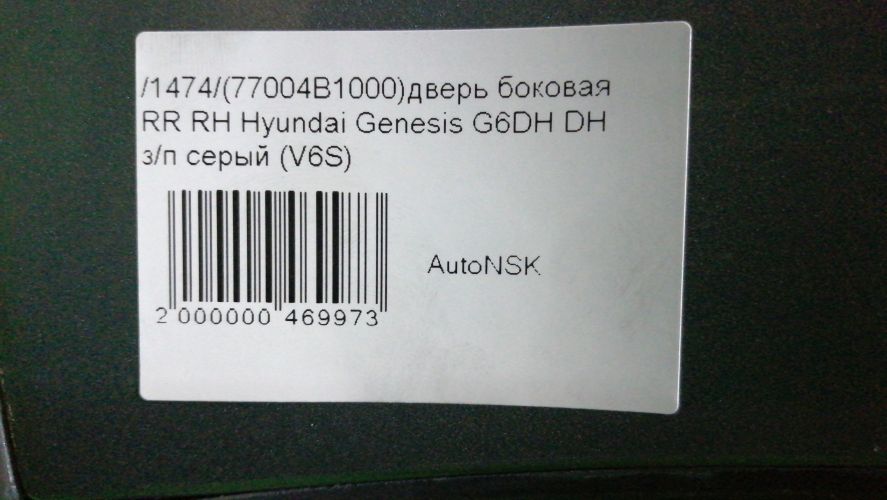 /1474/(77004B1000)дверь боковая
RR RH Hyundai Genesis G6DH DH
з/п серый (V6S)
AutoNSK
2 000000 469973